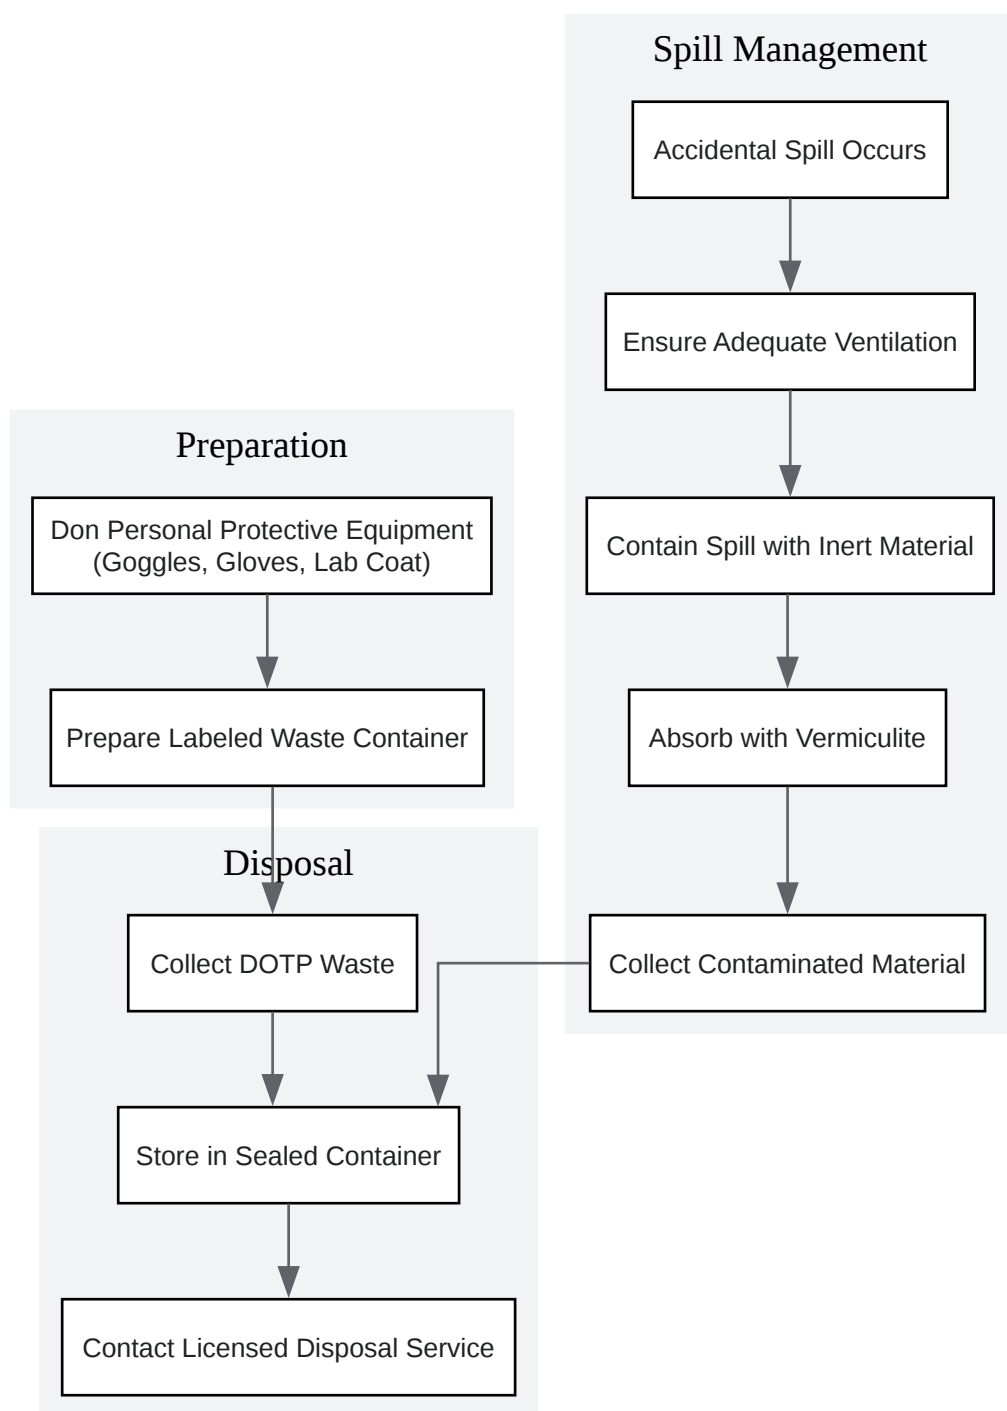 Spill Management
Accidental Spill Occurs
Ensure Adequate Ventilation
Contain Spill with Inert Material
Absorb with Vermiculite
Collect Contaminated Material
Preparation
Don Personal Protective Equipment
(Goggles, Gloves, Lab Coat)
Prepare Labeled Waste Container
Disposal
Collect DOTP Waste
Store in Sealed Container
Contact Licensed Disposal Service